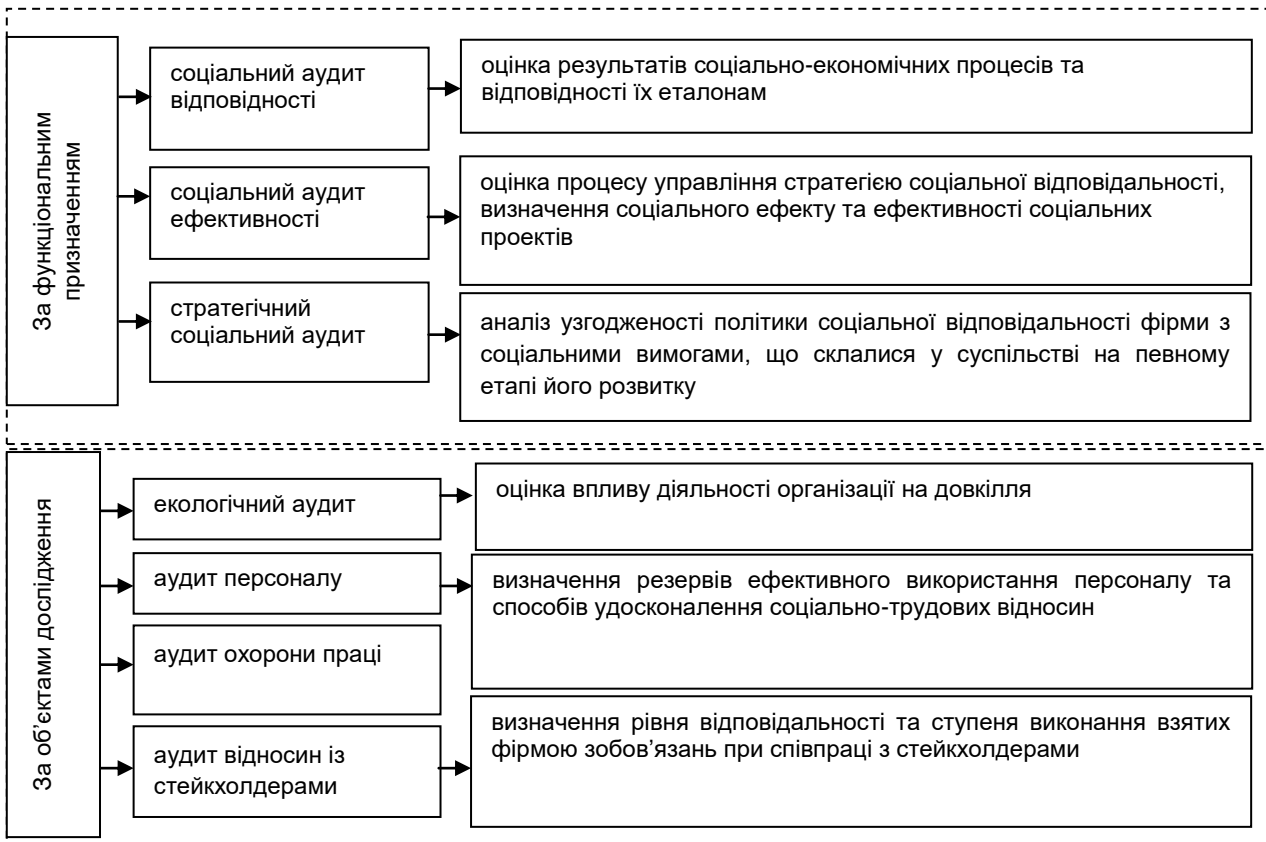 За функціональним
призначенням
соціальний аудит
відповідності
оцінка результатів соціально-економічних процесів та
відповідності їх еталонам
соціальний аудит
ефективності
оцінка процесу управління стратегією соціальної відповідальності,
визначення соціального ефекту та ефективності соціальних
проектів
стратегічний
соціальний аудит
аналіз узгодженості політики соціальної відповідальності фірми з
соціальними вимогами, що склалися у суспільстві на певному
етапі його розвитку
За об’єктами дослідження
екологічний аудит
оцінка впливу діяльності організації на довкілля
аудит персоналу
визначення резервів ефективного використання персоналу та
способів удосконалення соціально-трудових відносин
аудит охорони праці
аудит відносин із
стейкхолдерами
визначення рівня відповідальності та ступеня виконання взятих
фірмою зобов’язань при співпраці з стейкхолдерами